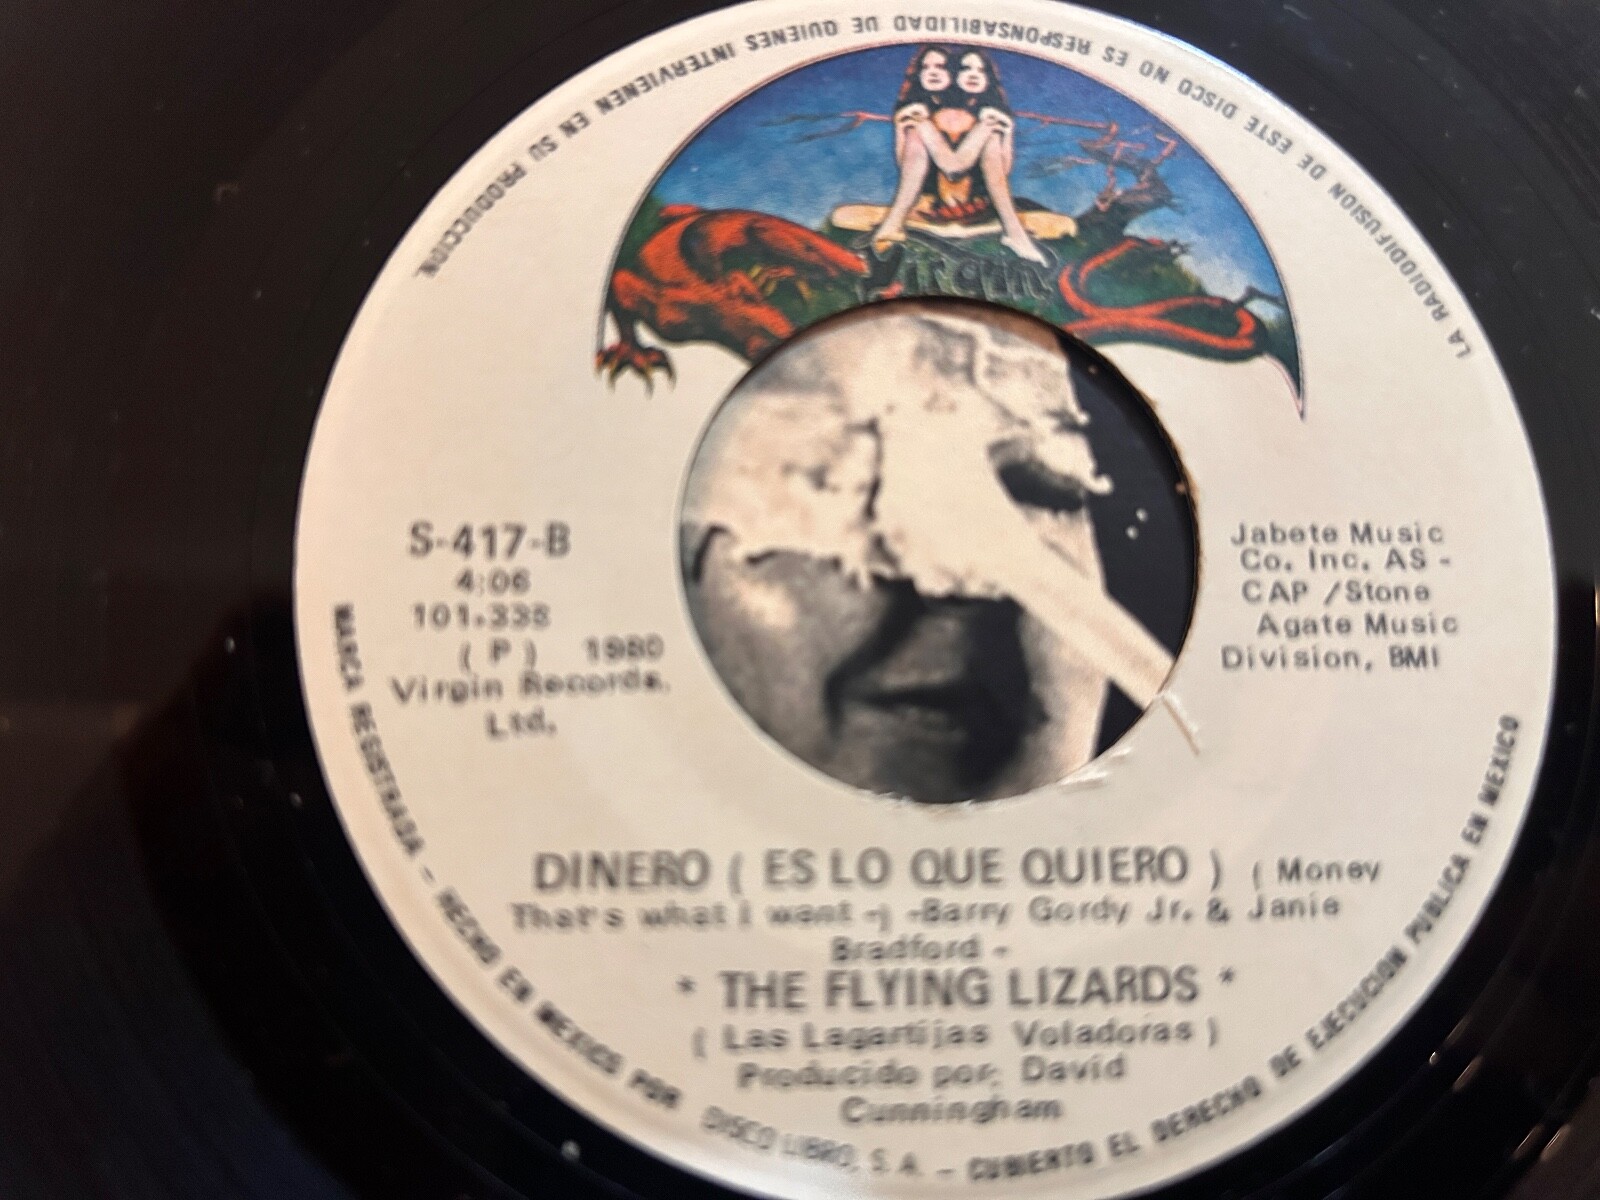 LA RADIODIFUSION DE ESTE DISCO NO ES RESPONSABILIDAD DE QUIENES INTERVIENEN EN SU PRODUCCION.
Virgin
S-417-B
4:06
101.338
( P ) 1980
Virgin Records,
Ltd.
Jabete Music
Co. Inc. AS -
CAP /Stone
Agate Music
Division, BMI
DINERO ( ES LO QUE QUIERO ) ( Money
That's what I want -) -Barry Gordy Jr. & Janie
Bradford -
* THE FLYING LIZARDS *
( Las Lagartijas Voladoras )
Producido por: David
Cunningham
MARCA REGISTRADA - HECHO EN MEXICO POR DISCO LIBRO, S.A. - CUBIERTO EL DERECHO DE EJECUCION PUBLICA EN MEXICO